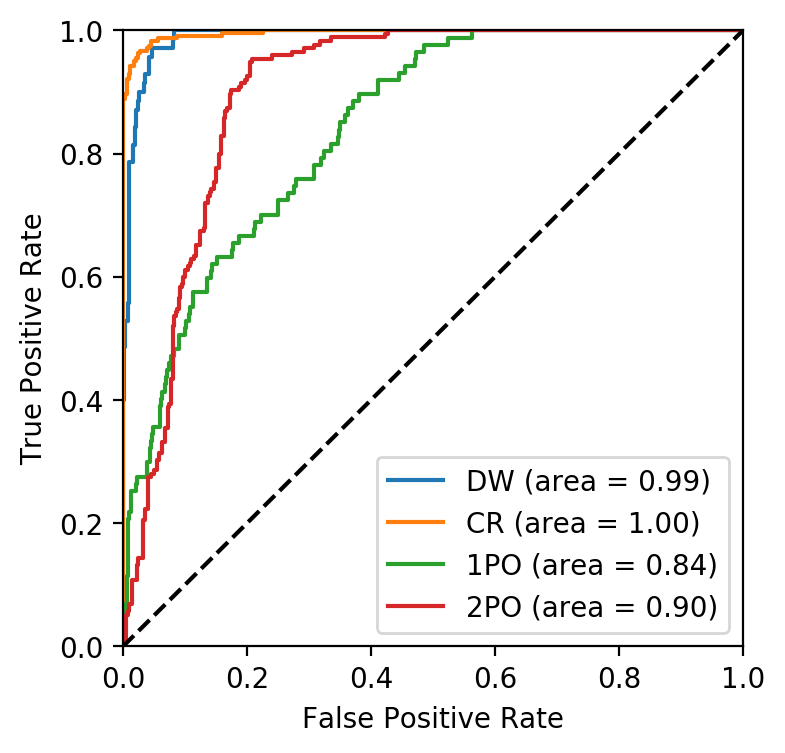 1.0
0.8
0.6
0.4
0.2
0.0
True Positive Rate
DW (area = 0.99)
CR (area = 1.00)
1PO (area = 0.84)
2PO (area = 0.90)
0.0 0.2 0.4 0.6 0.8 1.0
False Positive Rate